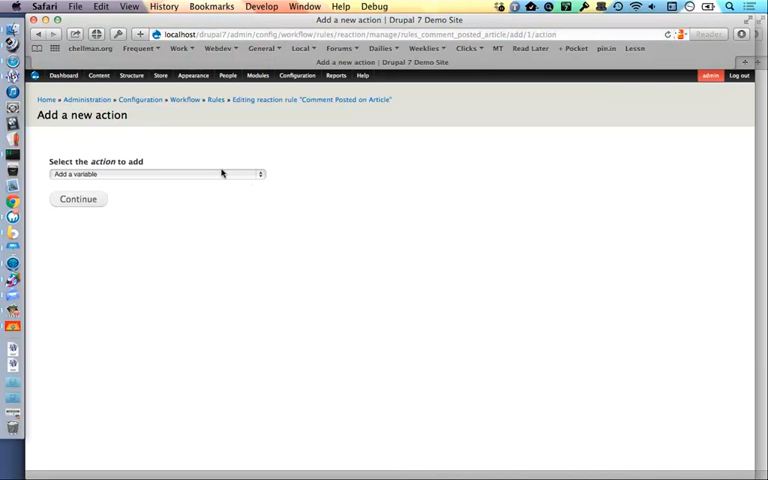 Safari File Edit View History Bookmarks Develop Window Help Debug
Add a new action | Drupal 7 Demo Site
localhost/drupal7/admin/config/workflow/rules/reaction/manage/rules_comment_posted_article/add/1/action
Reader
chellman.org Frequent Work Webdev General Local Forums Dailies Weeklies Clicks MT Read Later + Pocket pin.in Lessn
Add a new action | Drupal 7 Demo Site
Dashboard Content Structure Store Appearance People Modules Configuration Reports Help admin Log out
Home » Administration » Configuration » Workflow » Rules » Editing reaction rule "Comment Posted on Article"
Add a new action
Select the action to add
Add a variable
Continue